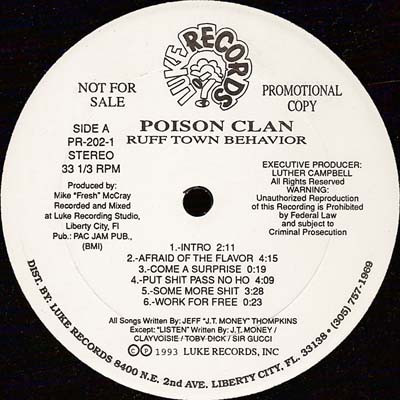 LUKE RECORDS
NOT FOR
SALE
PROMOTIONAL
COPY
SIDE A
PR-202-1
STEREO
33 1/3 RPM
POISON CLAN
RUFF TOWN BEHAVIOR
Produced by:
Mike "Fresh" McCray
Recorded and Mixed
at Luke Recording Studio,
Liberty City, Fl
Pub.: PAC JAM PUB.,
(BMI)
EXECUTIVE PRODUCER:
LUTHER CAMPBELL
All Rights Reserved
WARNING:
Unauthorized Reproduction
of this Recording is Prohibited
by Federal Law
and subject to
Criminal Prosecution
1.-INTRO 2:11
2.-AFRAID OF THE FLAVOR 4:15
3.-COME A SURPRISE 0:19
4.-PUT SHIT PASS NO HO 4:09
5.-SOME MORE SHIT 3:28
6.-WORK FOR FREE 0:23
All Songs Written By: JEFF "J.T. MONEY" THOMPKINS
Except: "LISTEN" Written By: J.T. MONEY /
CLAYVOISIE / TOBY DICK / SIR GUCCI
©℗ 1993 LUKE RECORDS, INC
DIST. BY: LUKE RECORDS 8400 N.E. 2nd AVE. LIBERTY CITY. FL. 33138 • (305) 757-1969